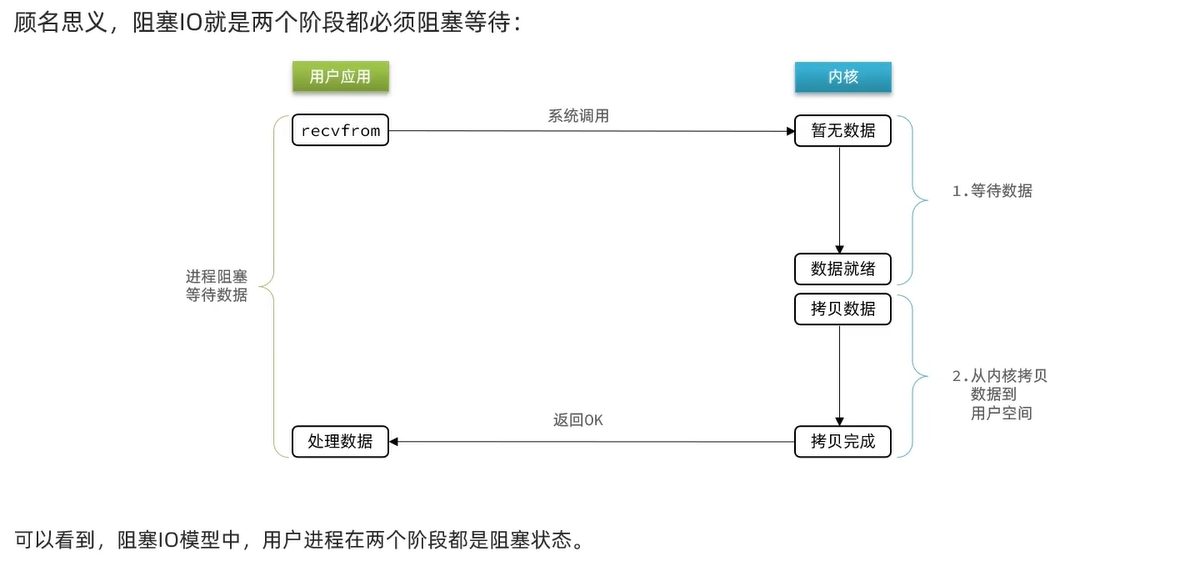 顾名思义，阻塞IO就是两个阶段都必须阻塞等待：
用户应用
内核
recvfrom
系统调用
暂无数据
1.等待数据
数据就绪
进程阻塞
等待数据
拷贝数据
2.从内核拷贝
数据到
用户空间
处理数据
返回OK
拷贝完成
可以看到，阻塞IO模型中，用户进程在两个阶段都是阻塞状态。